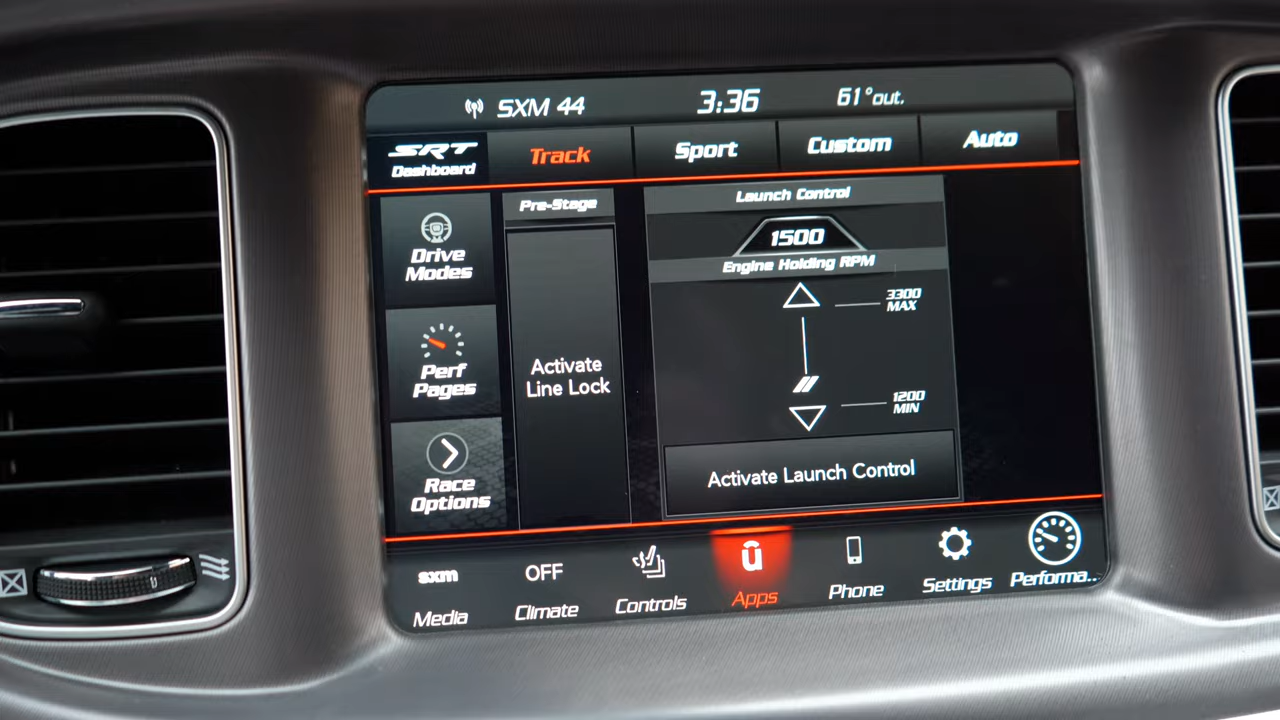 SXM 44
3:36
61°out.
SRT
Dashboard
Track
Sport
Custom
Auto
Drive
Modes
Perf
Pages
Race
Options
Pre-Stage
Activate
Line Lock
Launch Control
1500
Engine Holding RPM
3300
MAX
1200
MIN
Activate Launch Control
sxm
Media
OFF
Climate
Controls
Apps
Phone
Settings
Performa...